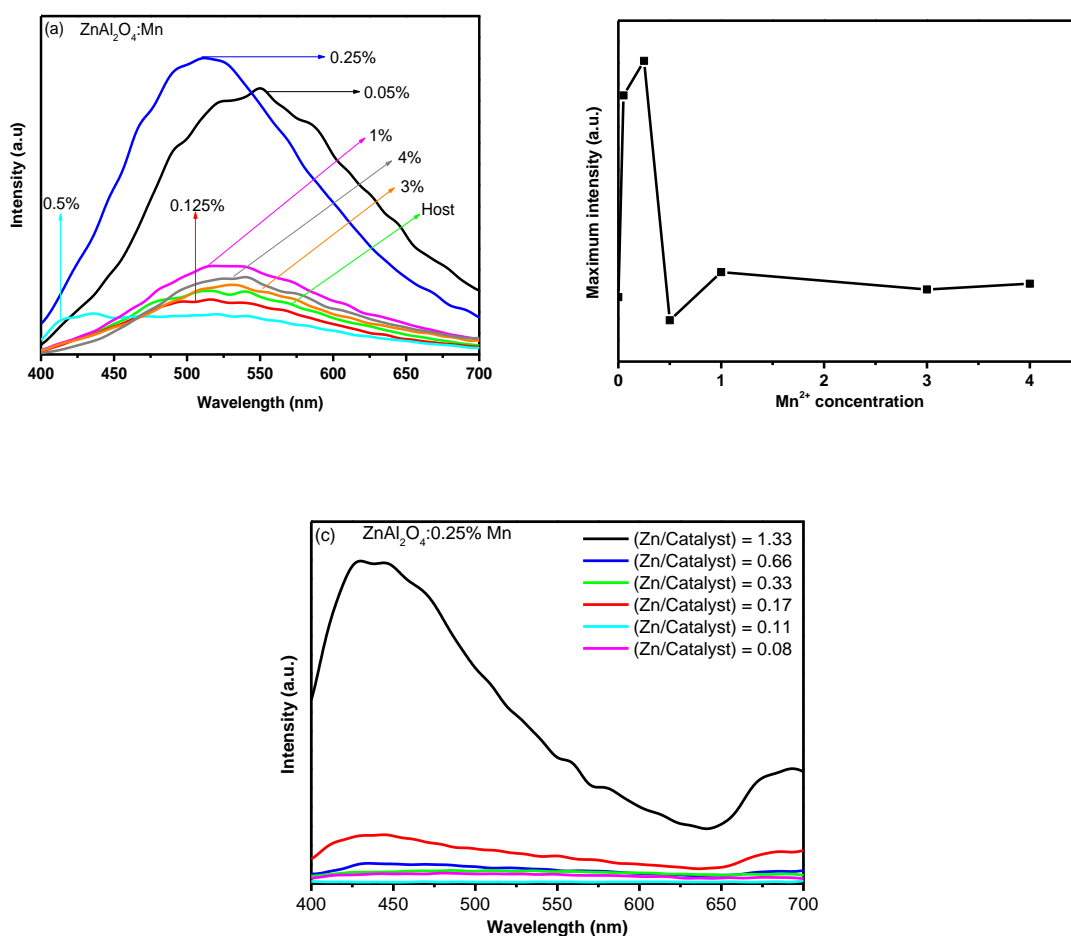 (a) ZnAl₂O₄:Mn
0.25%
0.05%
1%
4%
3%
Host
0.5%
0.125%
Intensity (a.u)
400 450 500 550 600 650 700
Wavelength (nm)
Maximum intensity (a.u.)
0 1 2 3 4
Mn²⁺ concentration
(c) ZnAl₂O₄:0.25% Mn
(Zn/Catalyst) = 1.33
(Zn/Catalyst) = 0.66
(Zn/Catalyst) = 0.33
(Zn/Catalyst) = 0.17
(Zn/Catalyst) = 0.11
(Zn/Catalyst) = 0.08
Intensity (a.u.)
400 450 500 550 600 650 700
Wavelength (nm)